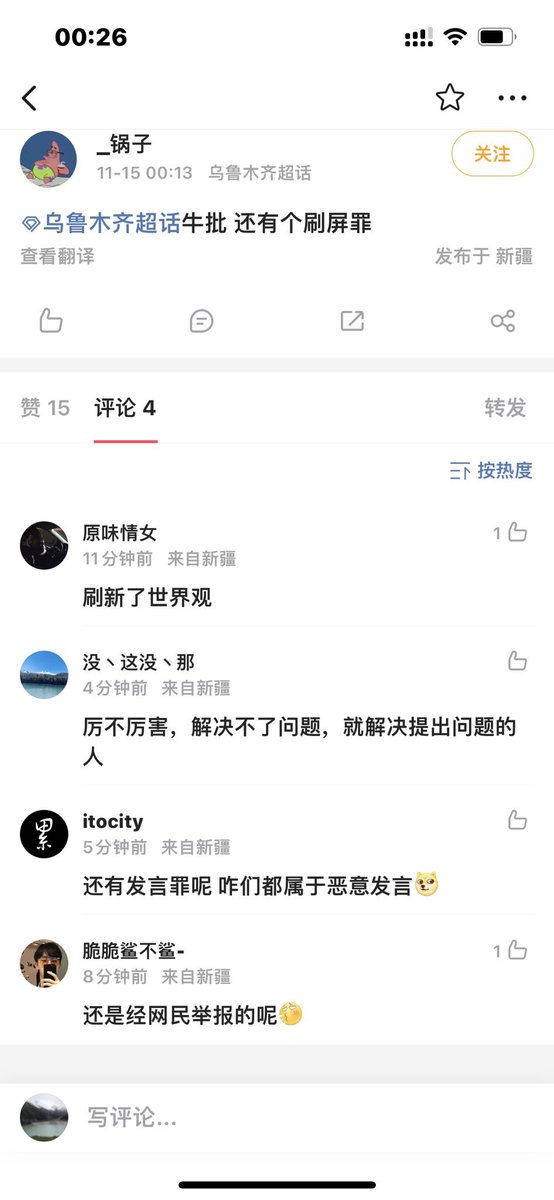 00:26
_锅子
关注
11-15 00:13 乌鲁木齐超话
乌鲁木齐超话牛批 还有个刷屏罪
查看翻译
发布于 新疆
赞 15
评论 4
转发
按热度
原味情女
1
11分钟前 来自新疆
刷新了世界观
没丶这没丶那
4分钟前 来自新疆
厉不厉害，解决不了问题，就解决提出问题的
人
累
itocity
5分钟前 来自新疆
还有发言罪呢 咋们都属于恶意发言
脆脆鲨不鲨-
1
8分钟前 来自新疆
还是经网民举报的呢
写评论...